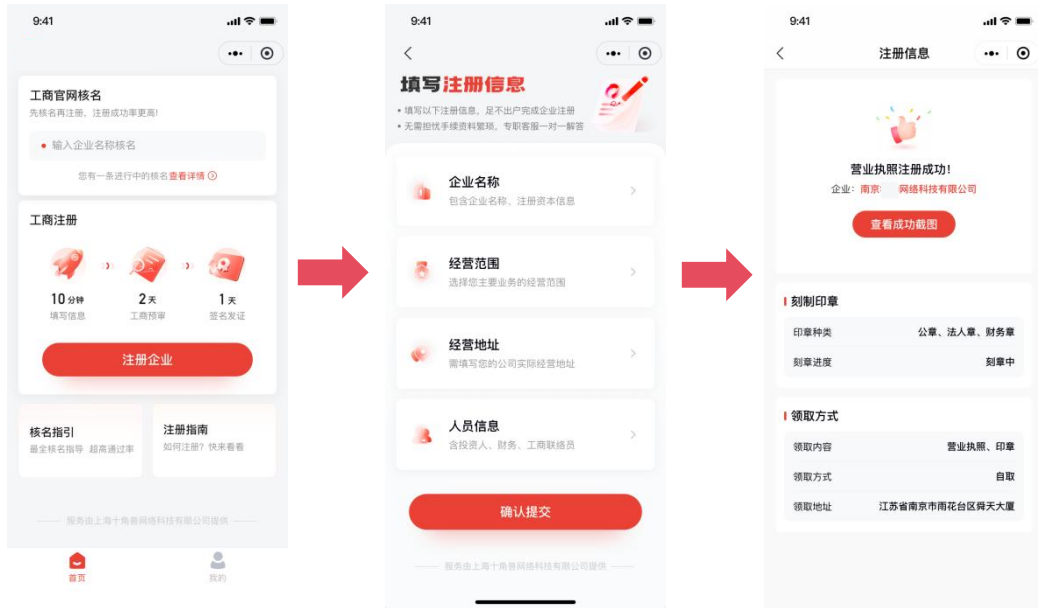 9:41
工商官网核名
先核名再注册，注册成功率更高!
输入企业名称核名
您有一条进行中的核名查看详情
工商注册
10分钟
2天
1天
填写信息
工商预审
签名发证
注册企业
核名指引
最全核名指导 超高通过率
注册指南
如何注册？快来看看
服务由上海十角兽网络科技有限公司提供
首页
我的
9:41
填写注册信息
• 填写以下注册信息，足不出户完成企业注册
• 无需担忧手续资料繁琐，专职客服一对一解答
企业名称
包含企业名称、注册资本信息
经营范围
选择您主要业务的经营范围
经营地址
需填写您的公司实际经营地址
人员信息
含投资人、财务、工商联络员
确认提交
服务由上海十角兽网络科技有限公司提供
9:41
注册信息
营业执照注册成功!
企业：南京 网络科技有限公司
查看成功截图
刻制印章
印章种类 公章、法人章、财务章
刻章进度 刻章中
领取方式
领取内容 营业执照、印章
领取方式 自取
领取地址 江苏省南京市雨花台区舜天大厦